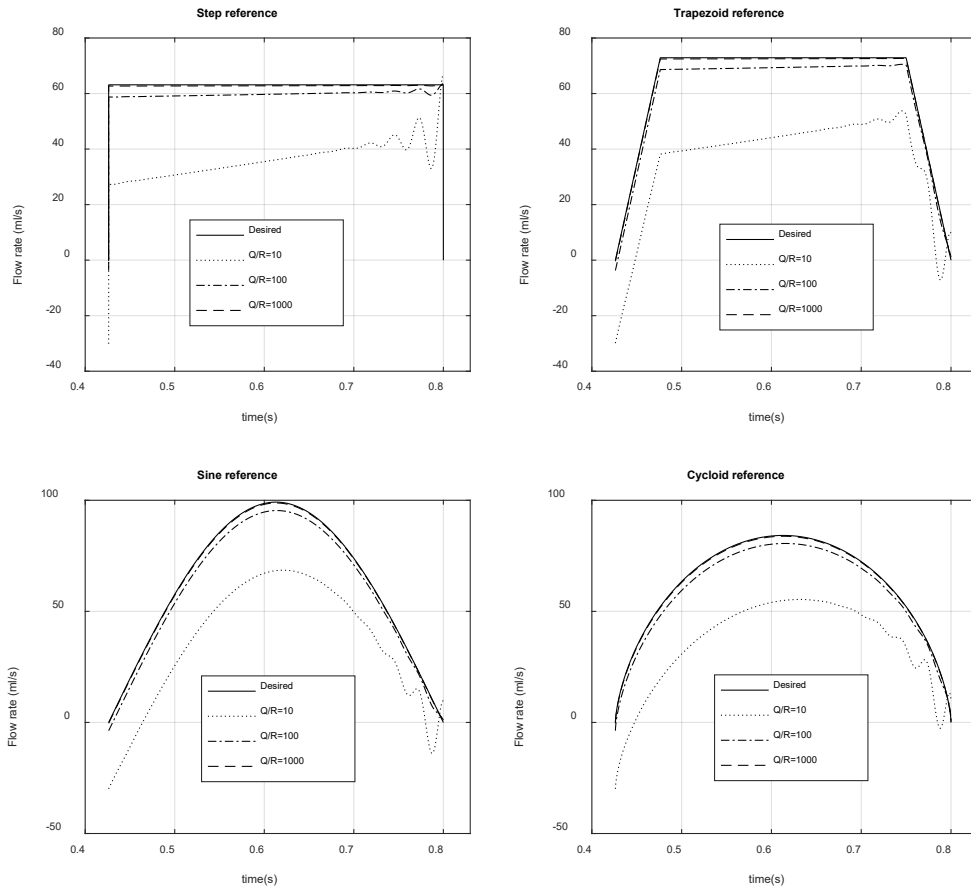 Step reference
80
60
40
20
0
-20
-40
Flow rate (ml/s)
Desired
Q/R=10
Q/R=100
Q/R=1000
0.4 0.5 0.6 0.7 0.8
time(s)
Trapezoid reference
80
60
40
20
0
-20
-40
Flow rate (ml/s)
Desired
Q/R=10
Q/R=100
Q/R=1000
0.4 0.5 0.6 0.7 0.8
time(s)
Sine reference
100
50
0
-50
Flow rate (ml/s)
Desired
Q/R=10
Q/R=100
Q/R=1000
0.4 0.5 0.6 0.7 0.8
time(s)
Cycloid reference
100
50
0
-50
Flow rate (ml/s)
Desired
Q/R=10
Q/R=100
Q/R=1000
0.4 0.5 0.6 0.7 0.8
time(s)